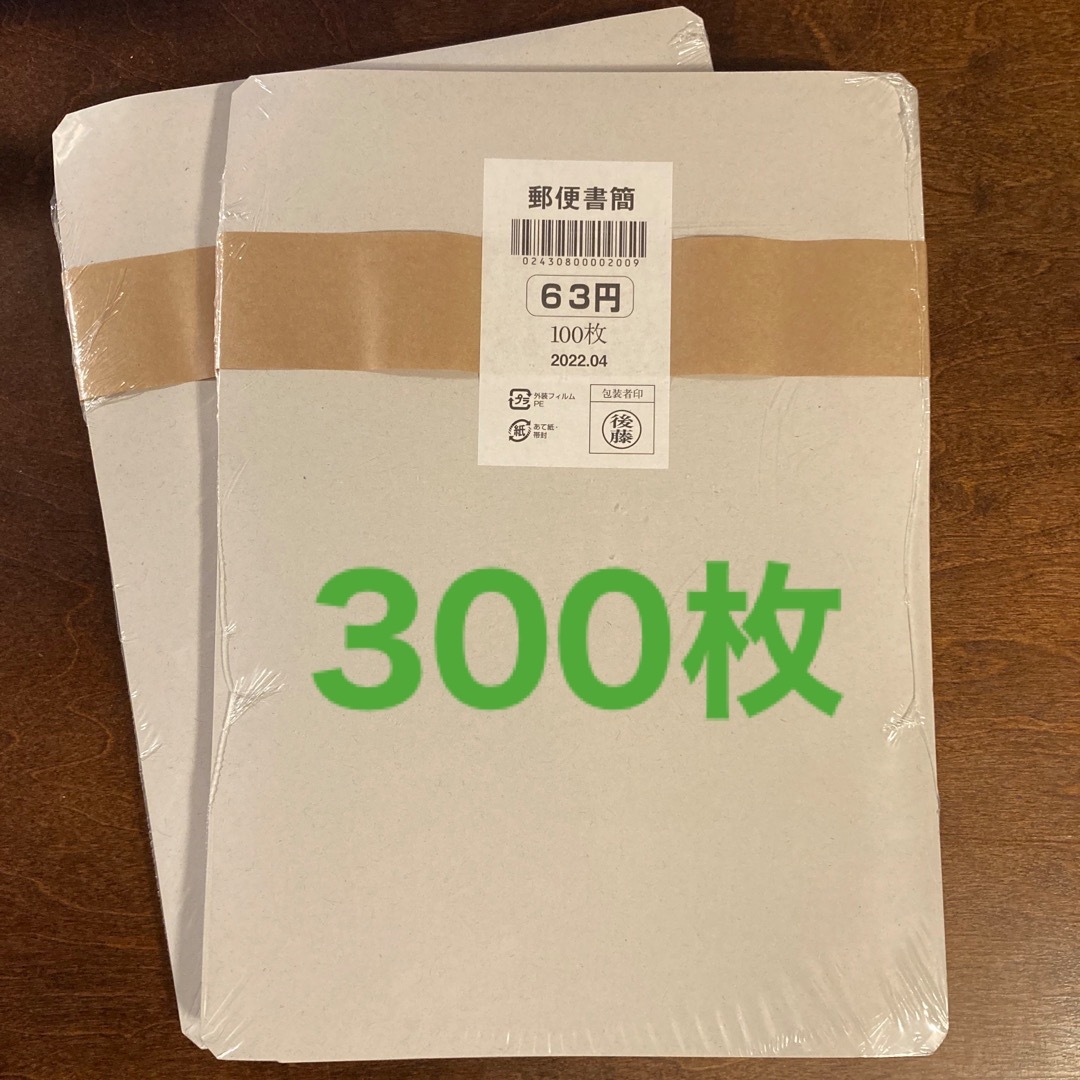 郵便書簡
02430800002009
63円
100枚
2022.04
プラ
外装フィルム
PE
紙
あて紙・
帯封
包装者印
後藤
300枚